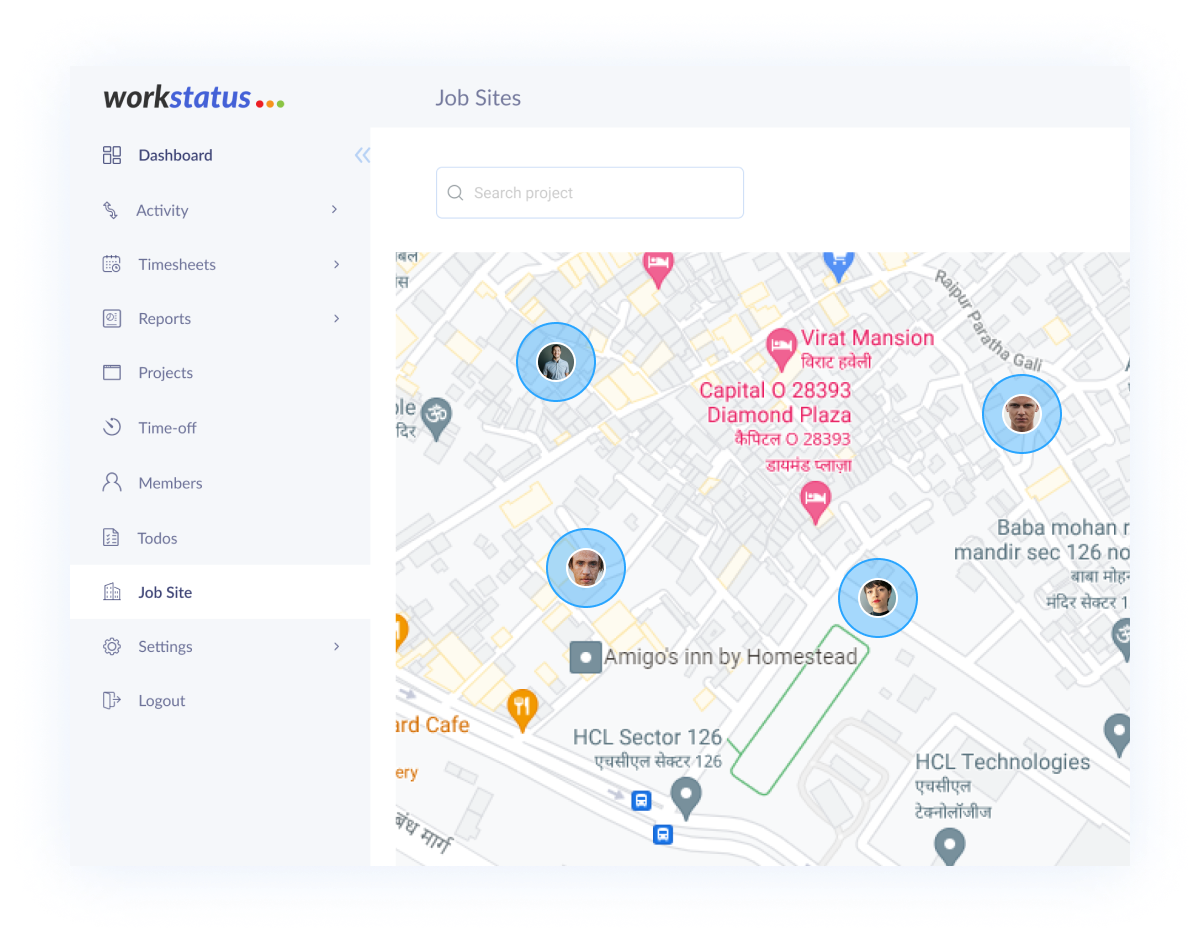 workstatus
Job Sites
Dashboard
Activity
Timesheets
Reports
Projects
Time-off
Members
Todos
Job Site
Settings
Logout
Search project
Raipur Paratha Gali
Virat Mansion
विराट हवेली
Capital O 28393
Diamond Plaza
कैपिटल O 28393
डायमंड प्लाज़ा
ple
दिर
Baba mohan r
mandir sec 126 no
बाबा मोहन
मंदिर सेक्टर 1
Amigo's inn by Homestead
ard Cafe
ery
HCL Sector 126
एचसीएल सेक्टर 126
HCL Technologies
एचसीएल
टेक्नोलॉजीज
बंध मार्ग